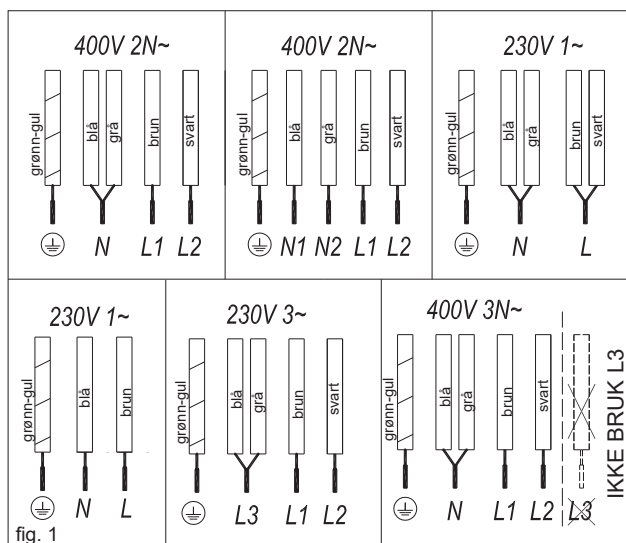 400V 2N~
grønn-gul blå grå brun svart
N L1 L2
400V 2N~
grønn-gul blå grå brun svart
N1 N2 L1 L2
230V 1~
grønn-gul blå grå brun svart
N L
230V 1~
grønn-gul blå brun
N L
230V 3~
grønn-gul blå grå brun svart
L3 L1 L2
400V 3N~
grønn-gul blå grå brun svart
N L1 L2 L3
IKKE BRUK L3
fig. 1